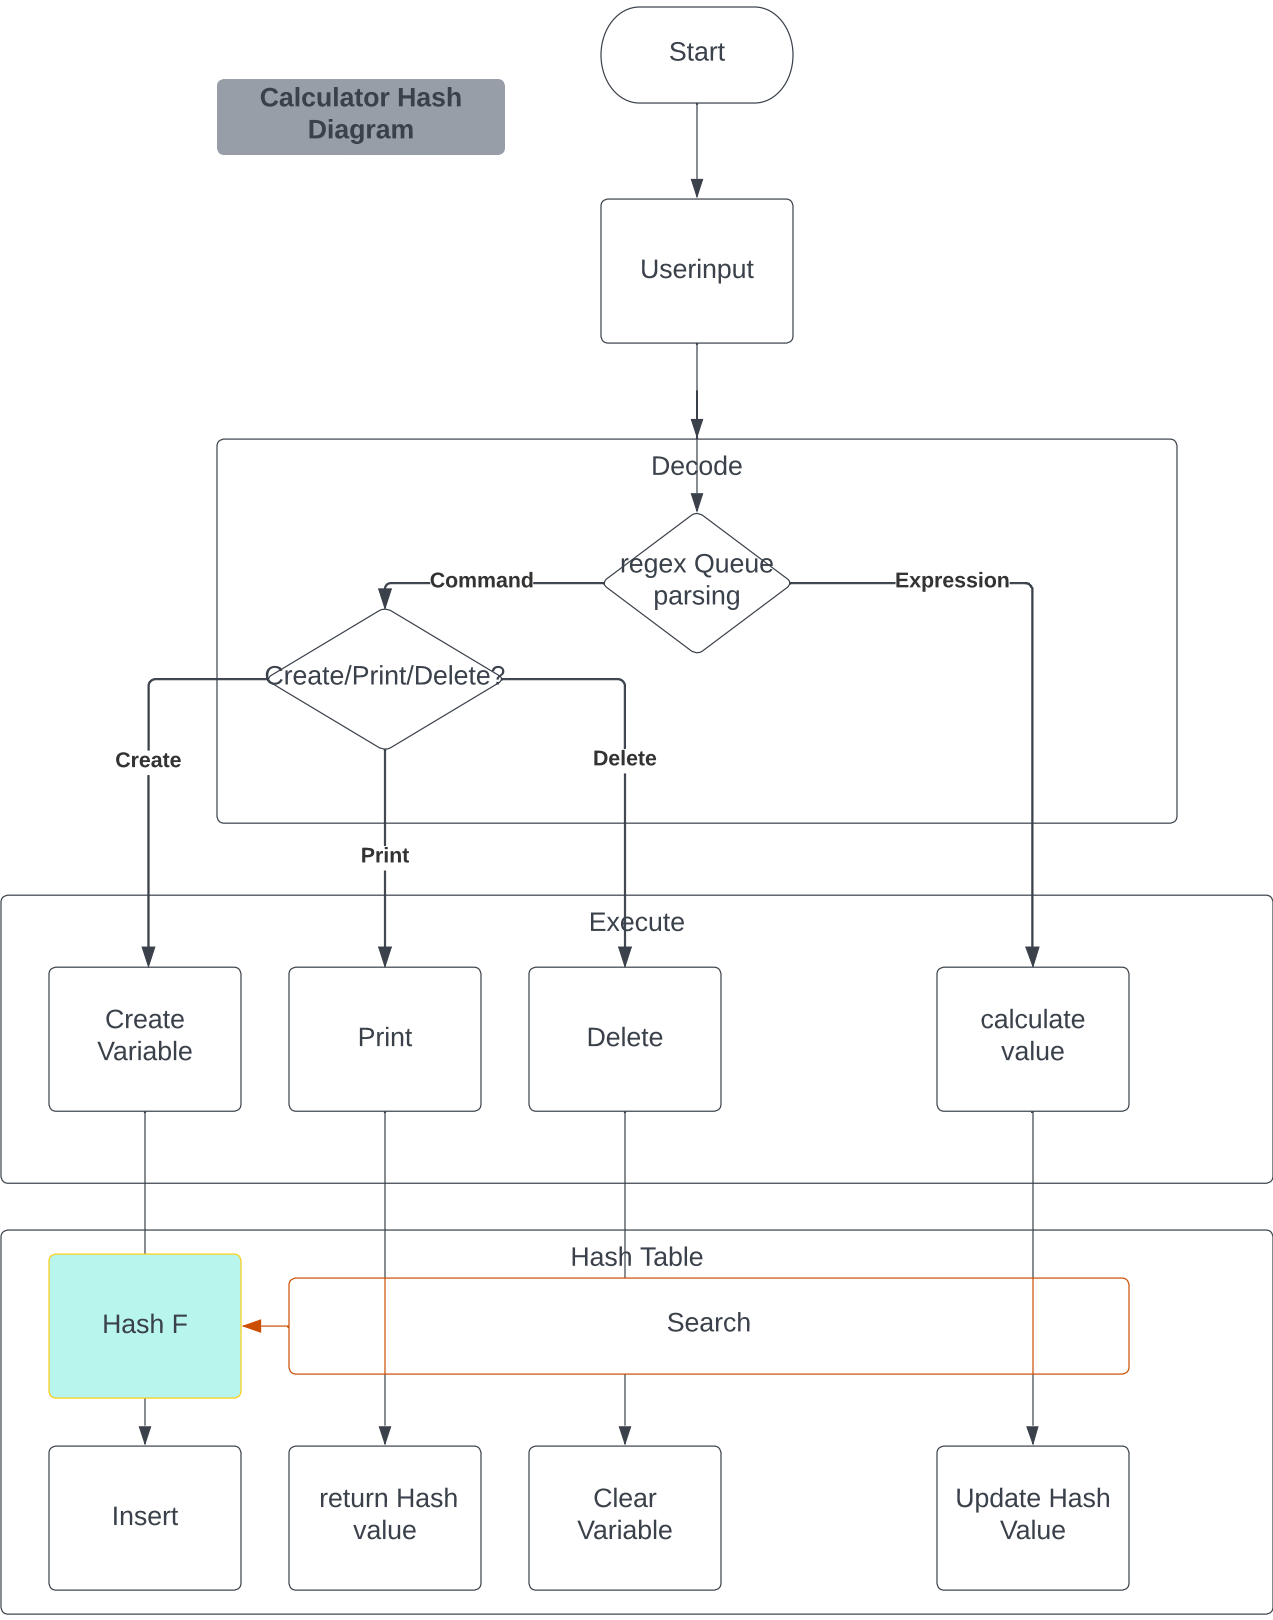 Start
Calculator Hash
Diagram
Userinput
Decode
regex Queue
parsing
Command
Expression
Create/Print/Delete?
Create
Delete
Print
Execute
Create
Variable
Print
Delete
calculate
value
Hash Table
Hash F
Search
Insert
return Hash
value
Clear
Variable
Update Hash
Value